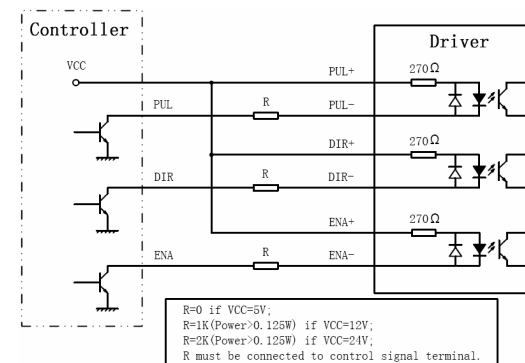 Controller
Driver
VCC
PUL+
270Ω
PUL
R
PUL-
DIR+
270Ω
DIR
R
DIR-
ENA+
270Ω
ENA
R
ENA-
R=0 if VCC=5V;
R=1K(Power>0.125W) if VCC=12V;
R=2K(Power>0.125W) if VCC=24V;
R must be connected to control signal terminal.